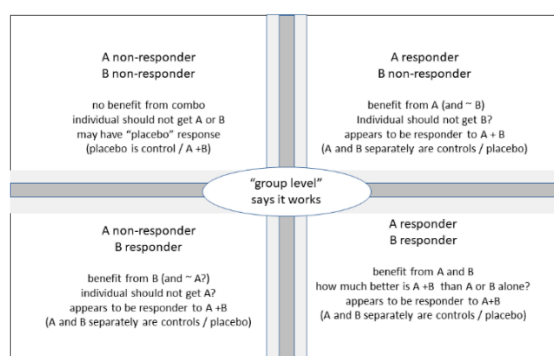 A non-responder
B non-responder
no benefit from combo
individual should not get A or B
may have "placebo" response
(placebo is control / A +B)
A responder
B non-responder
benefit from A (and ~ B)
Individual should not get B?
appears to be responder to A + B
(A and B separately are controls / placebo)
"group level"
says it works
A non-responder
B responder
benefit from B (and ~ A?)
individual should not get A?
appears to be responder to A+B
(A and B separately are controls / placebo)
A responder
B responder
benefit from A and B
how much better is A +B than A or B alone?
appears to be responder to A+B
(A and B separately are controls / placebo)